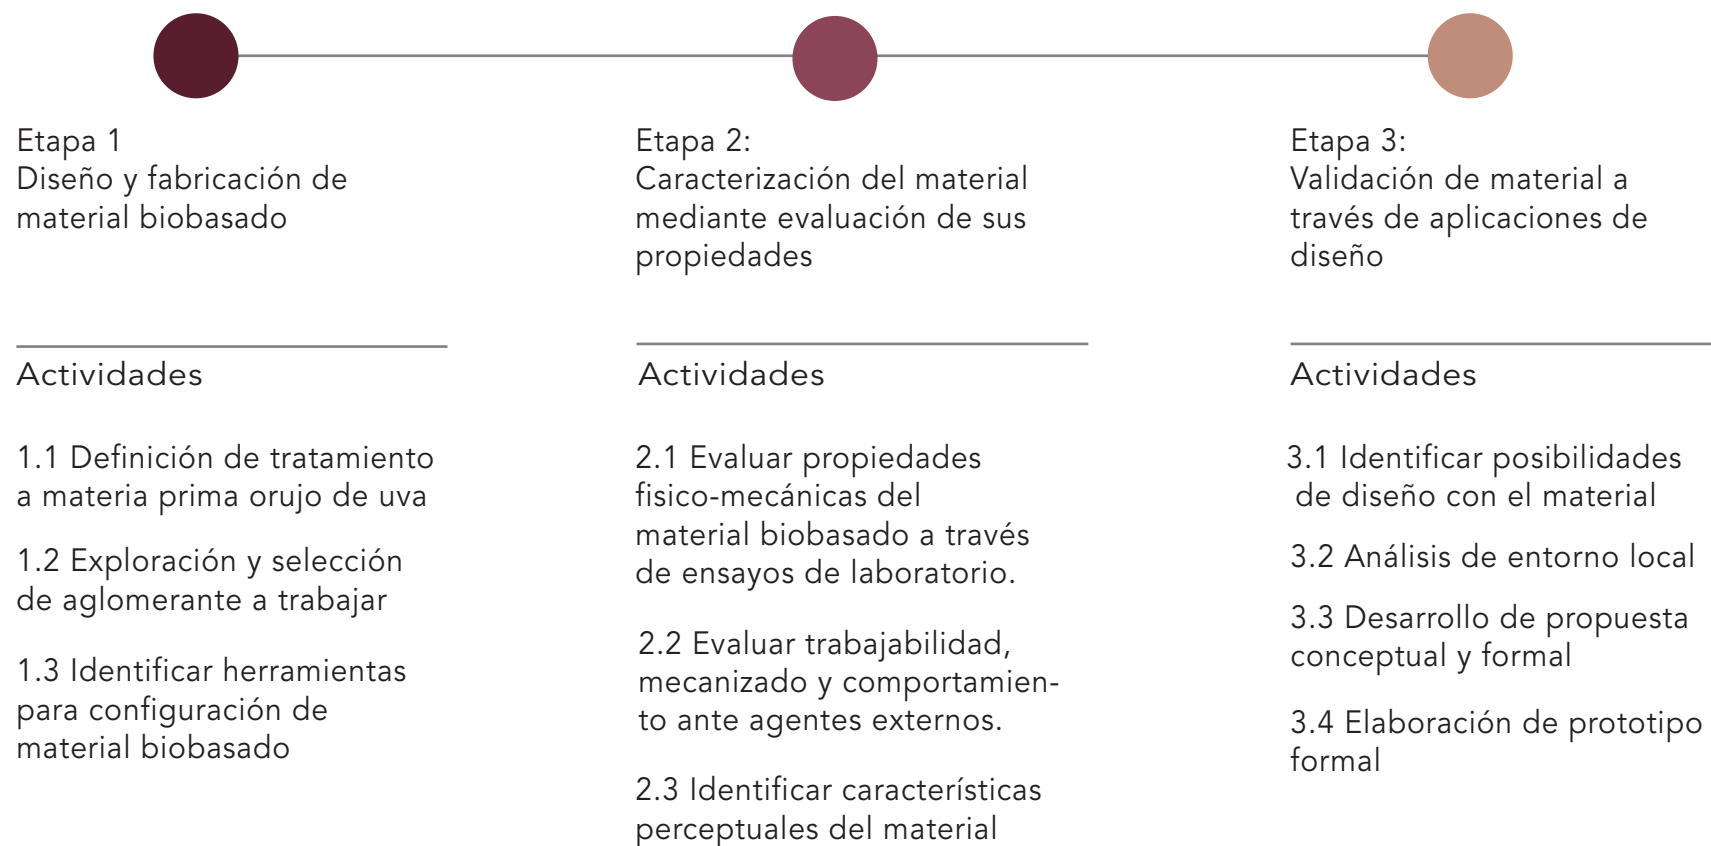 Etapa 1
Diseño y fabricación de
material biobasado
Actividades
1.1 Definición de tratamiento
a materia prima orujo de uva
1.2 Exploración y selección
de aglomerante a trabajar
1.3 Identificar herramientas
para configuración de
material biobasado
Etapa 2:
Caracterización del material
mediante evaluación de sus
propiedades
Actividades
2.1 Evaluar propiedades
fisico-mecánicas del
material biobasado a través
de ensayos de laboratorio.
2.2 Evaluar trabajabilidad,
mecanizado y comportamien-
to ante agentes externos.
2.3 Identificar características
perceptuales del material
Etapa 3:
Validación de material a
través de aplicaciones de
diseño
Actividades
3.1 Identificar posibilidades
de diseño con el material
3.2 Análisis de entorno local
3.3 Desarrollo de propuesta
conceptual y formal
3.4 Elaboración de prototipo
formal